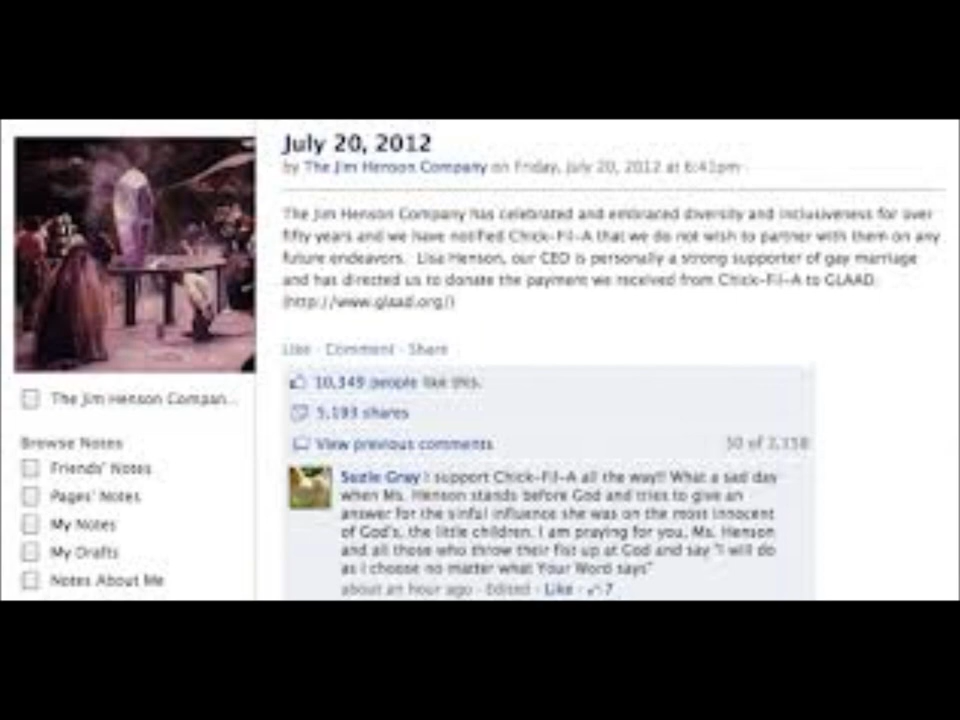 July 20, 2012
by The Jim Henson Company on Friday, July 20, 2012 at 6:41pm ·
The Jim Henson Company has celebrated and embraced diversity and inclusiveness for over
fifty years and we have notified Chick-Fil-A that we do not wish to partner with them on any
future endeavors. Lisa Henson, our CEO is personally a strong supporter of gay marriage
and has directed us to donate the payment we received from Chick-Fil-A to GLAAD.
(http://www.glaad.org/)
Like · Comment · Share
10,349 people like this.
5,193 shares
View previous comments 50 of 2,158
Suzie Gray I support Chick-Fil-A all the way!! What a sad day
when Ms. Henson stands before God and tries to give an
answer for the sinful influence she was on the most innocent
of God's, the little children. I am praying for you, Ms. Henson
and all those who throw their fist up at God and say "I will do
as I choose no matter what Your Word says"
about an hour ago · Edited · Like · 7
The Jim Henson Compan...
Browse Notes
Friends' Notes
Pages' Notes
My Notes
My Drafts
Notes About Me